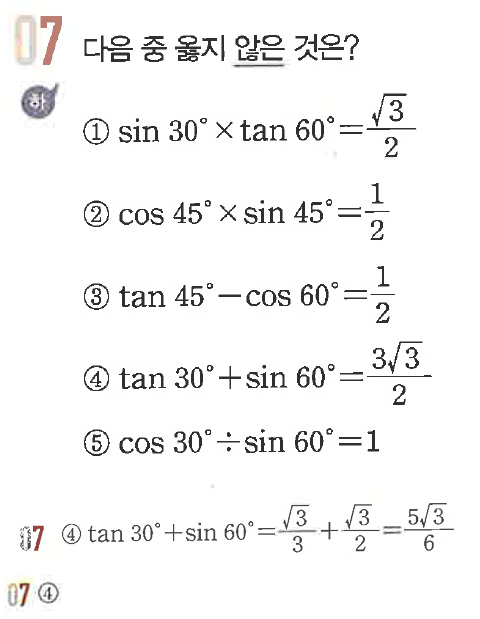 07 다음 중 옳지 않은 것은?
하
① sin 30°×tan 60°=√3/2
② cos 45°×sin 45°=1/2
③ tan 45°−cos 60°=1/2
④ tan 30°+sin 60°=3√3/2
⑤ cos 30°÷sin 60°=1
07 ④ tan 30°+sin 60°=√3/3+√3/2=5√3/6
07 ④